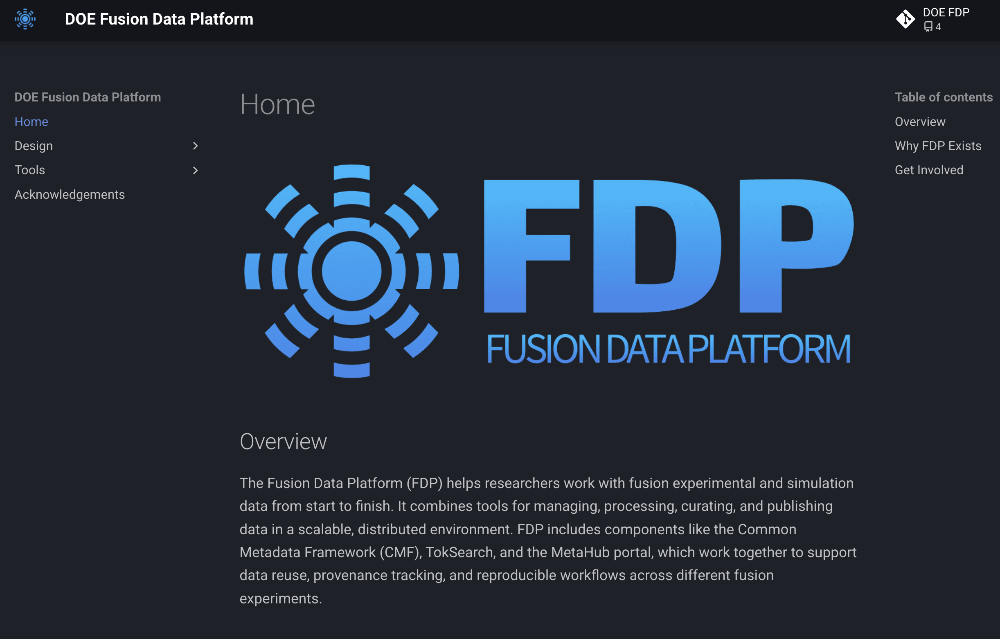 DOE Fusion Data Platform
DOE FDP
4
DOE Fusion Data Platform
Home
Design
Tools
Acknowledgements
Home
FDP
FUSION DATA PLATFORM
Overview
The Fusion Data Platform (FDP) helps researchers work with fusion experimental and simulation
data from start to finish. It combines tools for managing, processing, curating, and publishing
data in a scalable, distributed environment. FDP includes components like the Common
Metadata Framework (CMF), TokSearch, and the MetaHub portal, which work together to support
data reuse, provenance tracking, and reproducible workflows across different fusion
experiments.
Table of contents
Overview
Why FDP Exists
Get Involved